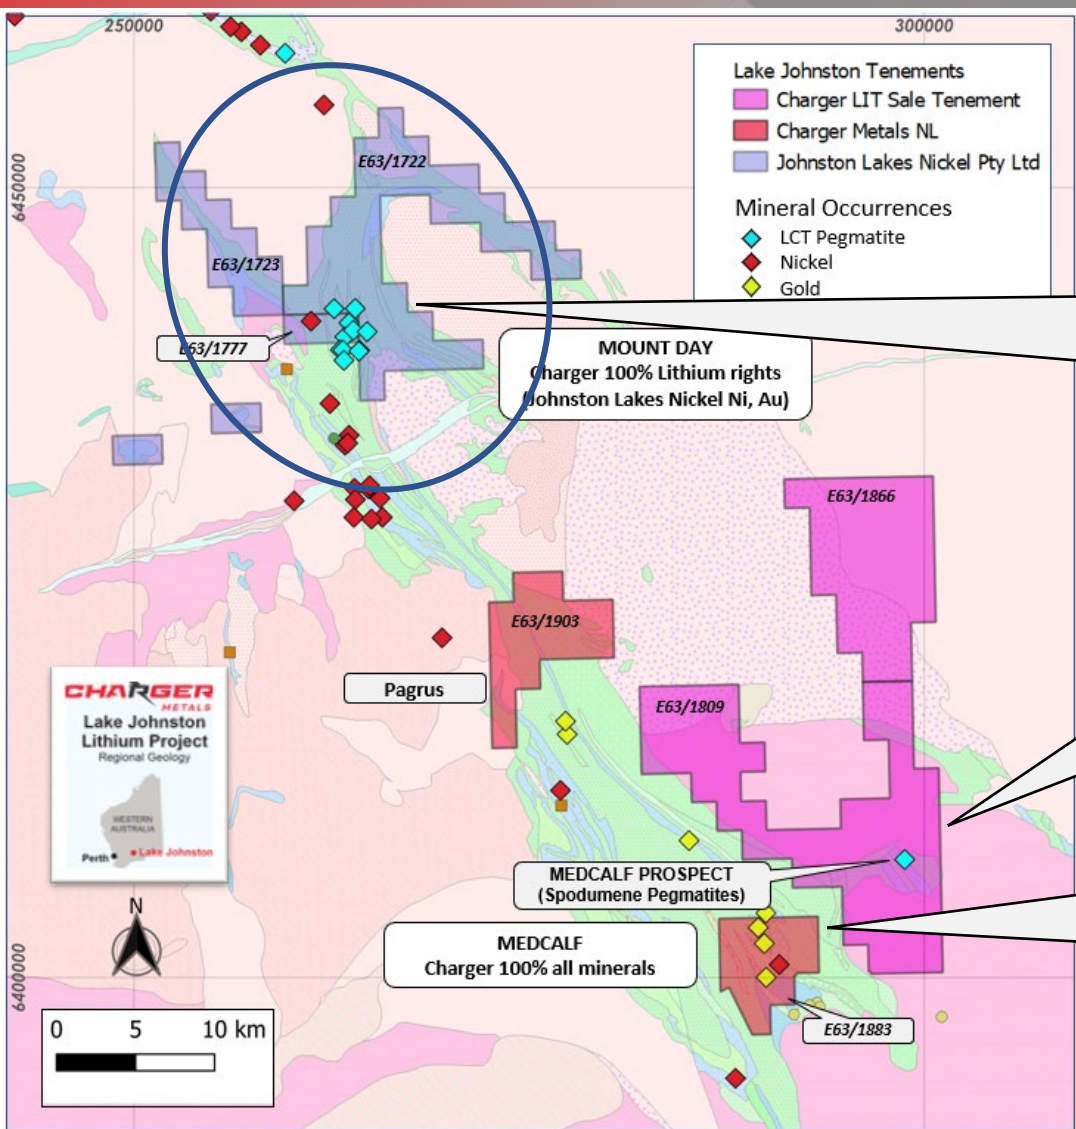 250000
300000
6450000
6400000
Lake Johnston Tenements
Charger LIT Sale Tenement
Charger Metals NL
Johnston Lakes Nickel Pty Ltd
Mineral Occurrences
LCT Pegmatite
Nickel
Gold
E63/1722
E63/1723
E63/1777
MOUNT DAY
Charger 100% Lithium rights
(Johnston Lakes Nickel Ni, Au)
E63/1866
E63/1903
Pagrus
E63/1809
CHARGER
METALS
Lake Johnston
Lithium Project
Regional Geology
WESTERN
AUSTRALIA
Perth
Lake Johnston
MEDCALF PROSPECT
(Spodumene Pegmatites)
N
MEDCALF
Charger 100% all minerals
E63/1883
0 5 10 km